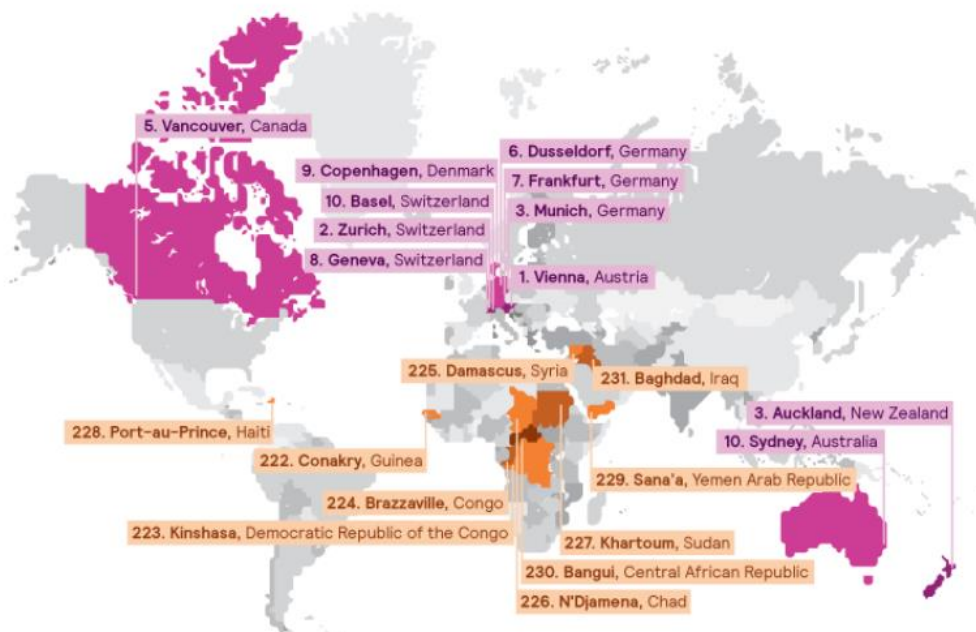 5. Vancouver, Canada
6. Dusseldorf, Germany
9. Copenhagen, Denmark
7. Frankfurt, Germany
10. Basel, Switzerland
3. Munich, Germany
2. Zurich, Switzerland
8. Geneva, Switzerland
1. Vienna, Austria
225. Damascus, Syria
231. Baghdad, Iraq
3. Auckland, New Zealand
228. Port-au-Prince, Haiti
10. Sydney, Australia
222. Conakry, Guinea
229. Sana'a, Yemen Arab Republic
224. Brazzaville, Congo
223. Kinshasa, Democratic Republic of the Congo
227. Khartoum, Sudan
230. Bangui, Central African Republic
226. N'Djamena, Chad